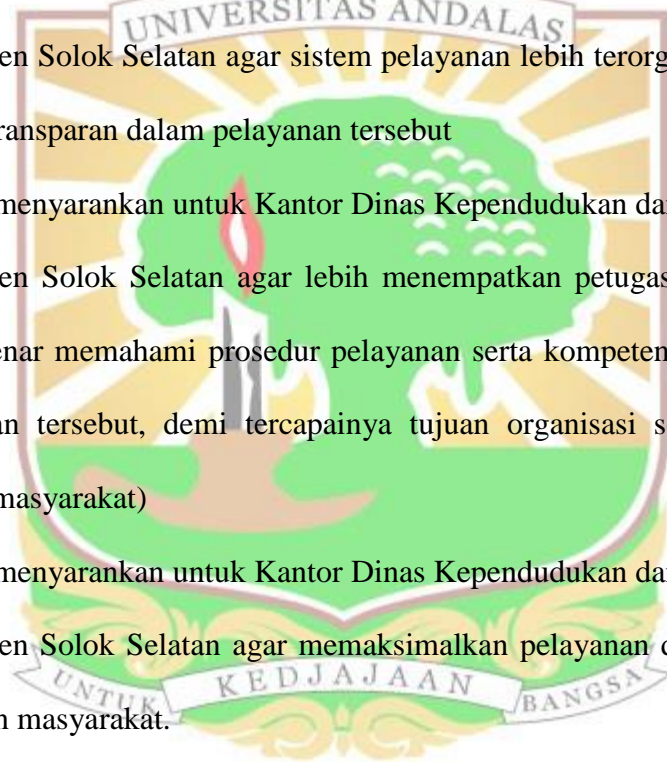 UNIVERSITAS ANDALAS
en Solok Selatan agar sistem pelayanan lebih terorg
ransparan dalam pelayanan tersebut
menyarankan untuk Kantor Dinas Kependudukan da
en Solok Selatan agar lebih menempatkan petugas
enar memahami prosedur pelayanan serta kompeten
an tersebut, demi tercapainya tujuan organisasi s
masyarakat)
menyarankan untuk Kantor Dinas Kependudukan da
en Solok Selatan agar memaksimalkan pelayanan d
UNTUK KEDJAJAAN BANGSA
n masyarakat.